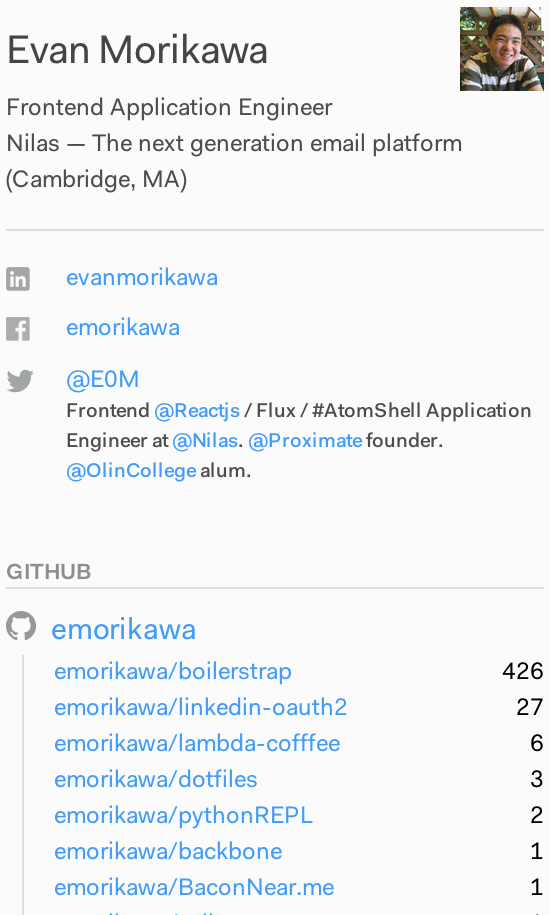 Evan Morikawa
Frontend Application Engineer
Nilas — The next generation email platform
(Cambridge, MA)
evanmorikawa
emorikawa
@E0M
Frontend @Reactjs / Flux / #AtomShell Application
Engineer at @Nilas. @Proximate founder.
@OlinCollege alum.
GITHUB
emorikawa
emorikawa/boilerstrap 426
emorikawa/linkedin-oauth2 27
emorikawa/lambda-cofffee 6
emorikawa/dotfiles 3
emorikawa/pythonREPL 2
emorikawa/backbone 1
emorikawa/BaconNear.me 1